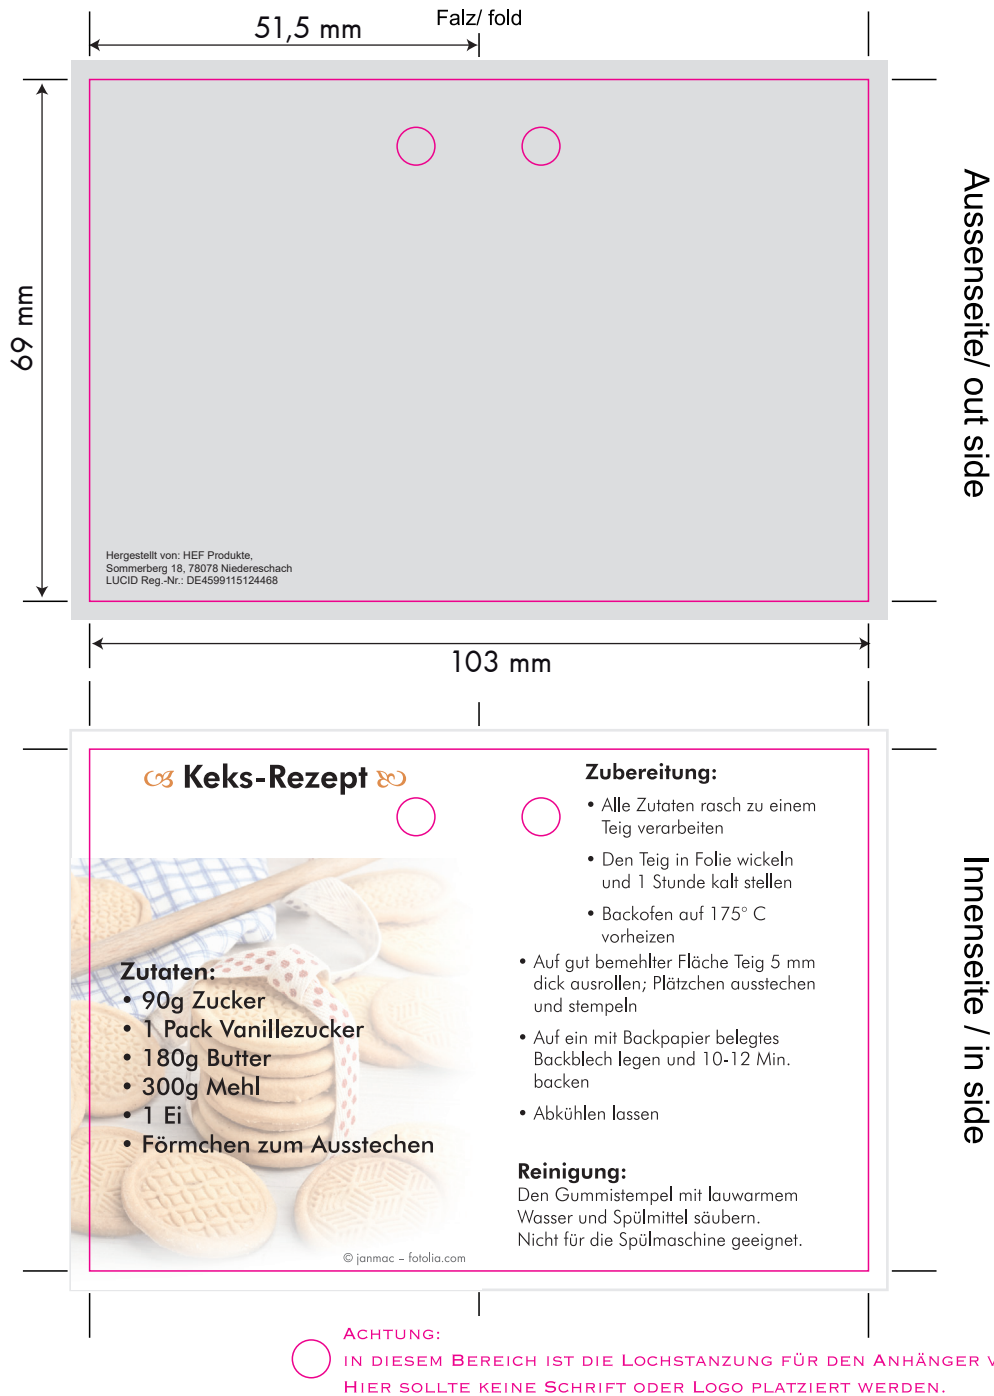 51,5 mm
Falz/ fold
69 mm
Aussenseite/ out side
Hergestellt von: HEF Produkte,
Sommerberg 18, 78078 Niedereschach
LUCID Reg.-Nr.: DE4599115124468
103 mm
Keks-Rezept
Zutaten:
• 90g Zucker
• 1 Pack Vanillezucker
• 180g Butter
• 300g Mehl
• 1 Ei
• Förmchen zum Ausstechen
© janmac – fotolia.com
Zubereitung:
• Alle Zutaten rasch zu einem
Teig verarbeiten
• Den Teig in Folie wickeln
und 1 Stunde kalt stellen
• Backofen auf 175° C
vorheizen
• Auf gut bemehlter Fläche Teig 5 mm
dick ausrollen; Plätzchen ausstechen
und stempeln
• Auf ein mit Backpapier belegtes
Backblech legen und 10-12 Min.
backen
• Abkühlen lassen
Reinigung:
Den Gummistempel mit lauwarmem
Wasser und Spülmittel säubern.
Nicht für die Spülmaschine geeignet.
Innenseite / in side
ACHTUNG:
IN DIESEM BEREICH IST DIE LOCHSTANZUNG FÜR DEN ANHÄNGER
HIER SOLLTE KEINE SCHRIFT ODER LOGO PLATZIERT WERDEN.